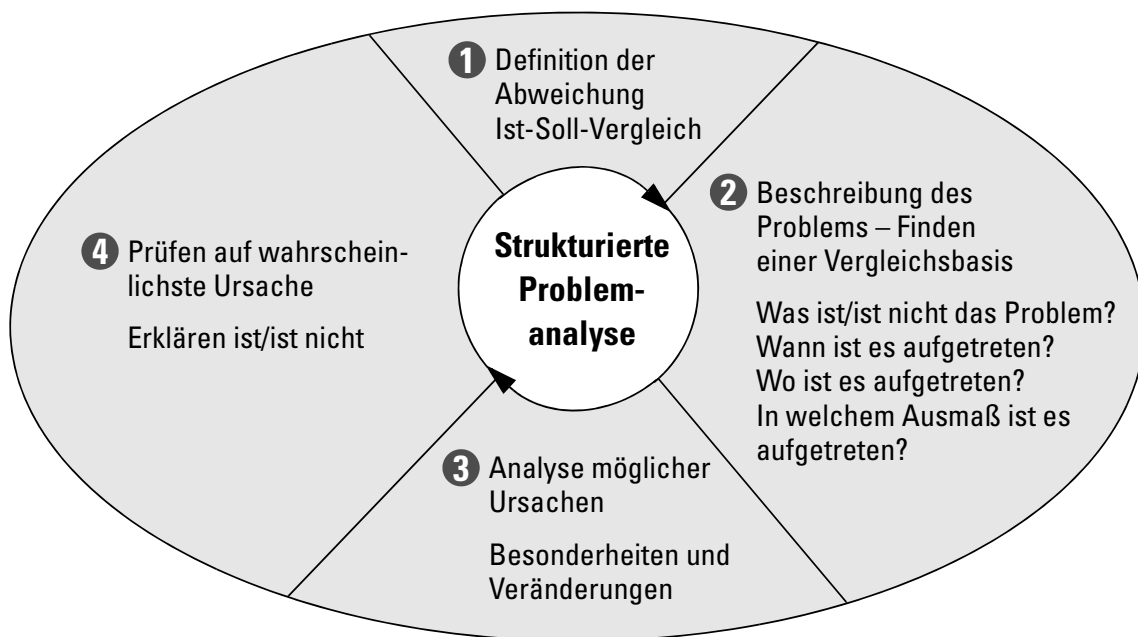 1 Definition der
Abweichung
Ist-Soll-Vergleich
2 Beschreibung des
Problems – Finden
einer Vergleichsbasis
Was ist/ist nicht das Problem?
Wann ist es aufgetreten?
Wo ist es aufgetreten?
In welchem Ausmaß ist es
aufgetreten?
3 Analyse möglicher
Ursachen
Besonderheiten und
Veränderungen
4 Prüfen auf wahrschein-
lichste Ursache
Erklären ist/ist nicht
Strukturierte
Problem-
analyse